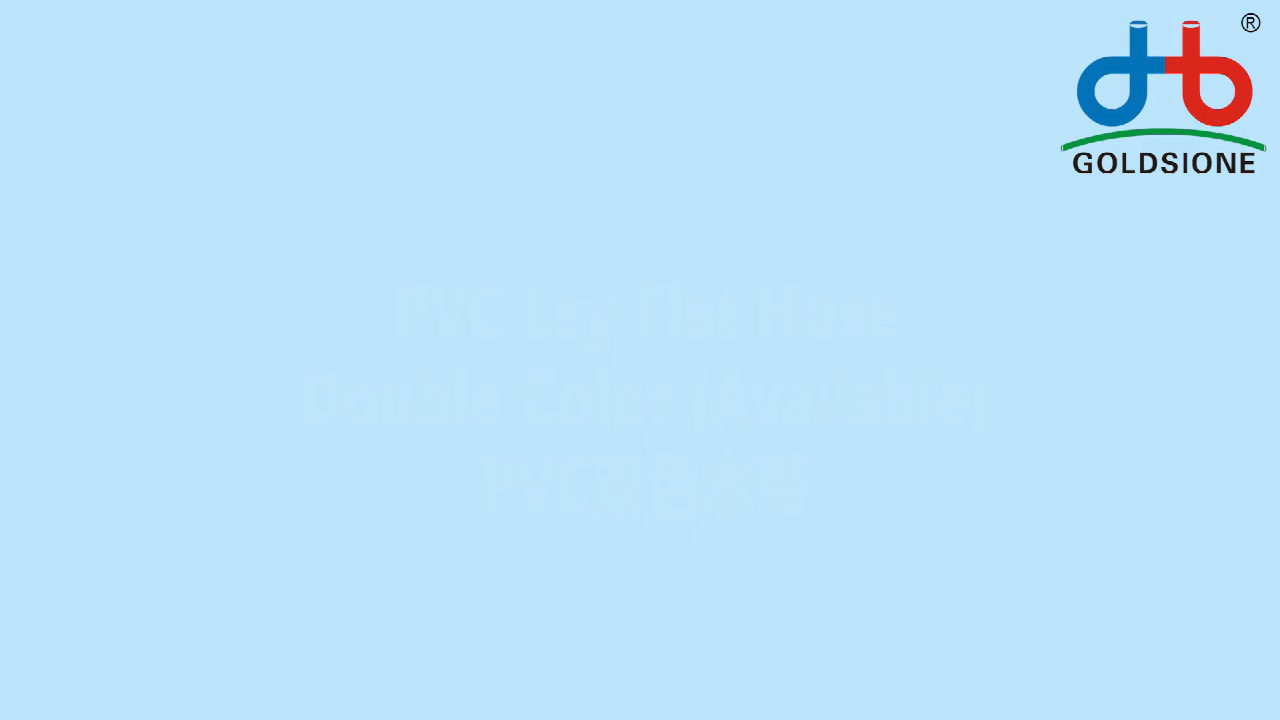 ®
GOLDSIONE
PVC Lay Flat Hose
Double Color (Available)
PVC双色水带